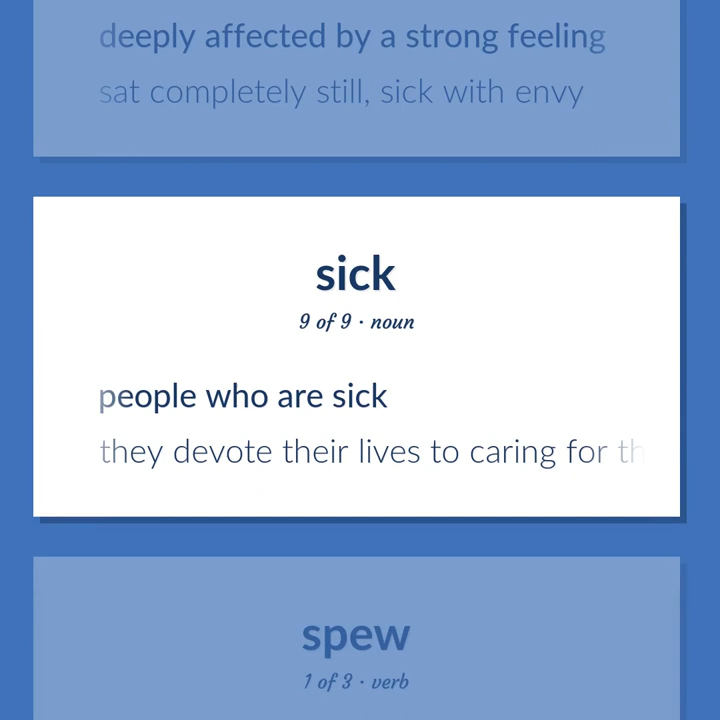 deeply affected by a strong feeling
sat completely still, sick with envy
sick
9 of 9 · noun
people who are sick
they devote their lives to caring for th
spew
1 of 3 · verb